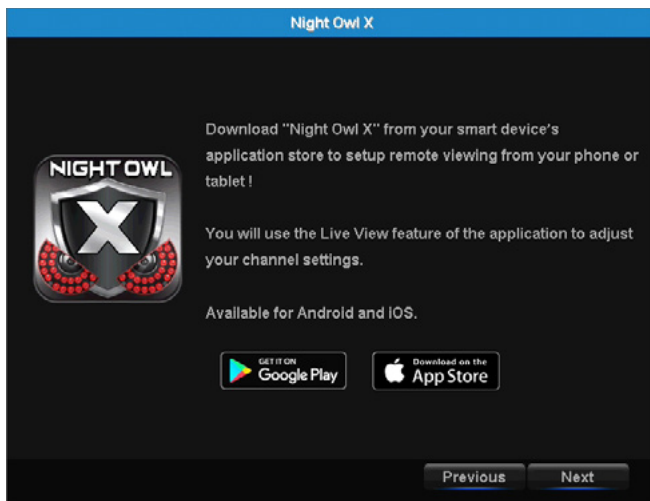 Night Owl X
Download "Night Owl X" from your smart device's
application store to setup remote viewing from your phone or
tablet !
NIGHT OWL
X
You will use the Live View feature of the application to adjust
your channel settings.
Available for Android and iOS.
GET IT ON
Google Play
Download on the
App Store
Previous
Next